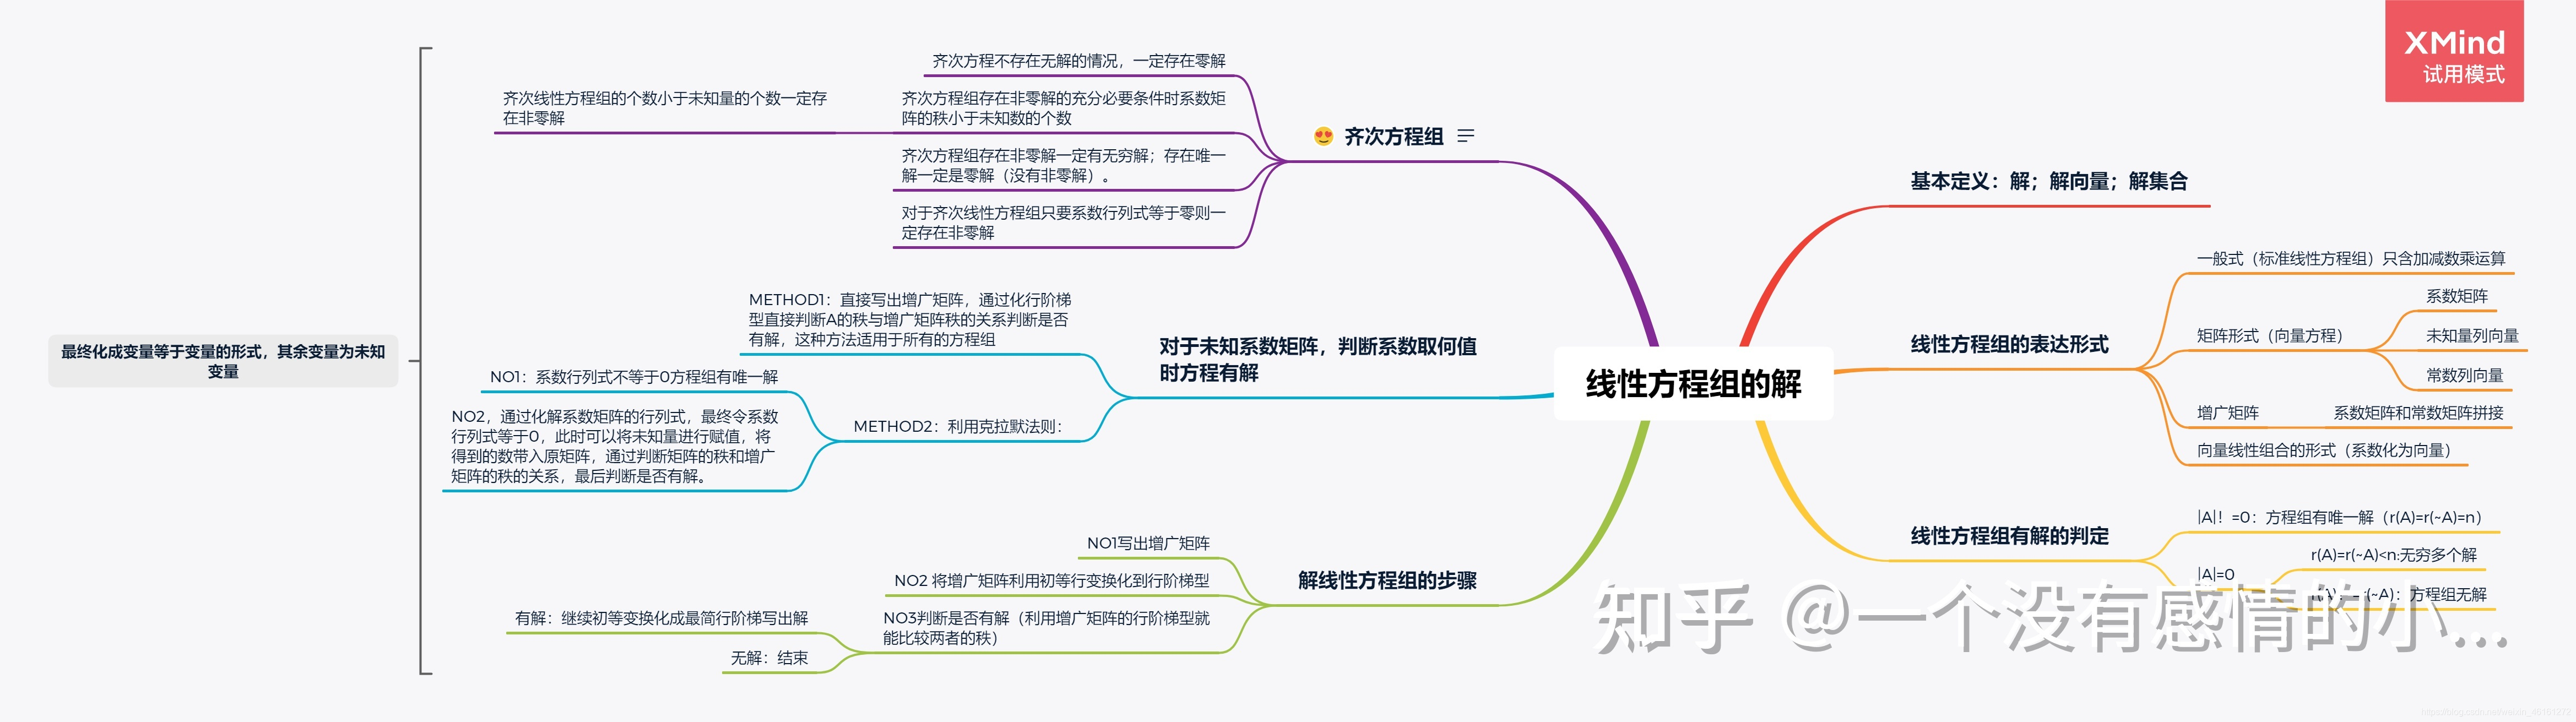 XMind
试用模式
线性方程组的解
基本定义：解；解向量；解集合
线性方程组的表达形式
一般式（标准线性方程组）只含加减数乘运算
矩阵形式（向量方程）
系数矩阵
未知量列向量
常数列向量
增广矩阵
系数矩阵和常数矩阵拼接
向量线性组合的形式（系数化为向量）
线性方程组有解的判定
|A|！=0：方程组有唯一解（r(A)=r(~A)=n）
|A|=0
r(A)=r(~A)<n:无穷多个解
(~A)：方程组无解
齐次方程组
齐次方程不存在无解的情况，一定存在零解
齐次方程组存在非零解的充分必要条件时系数矩
阵的秩小于未知数的个数
齐次线性方程组的个数小于未知量的个数一定存
在非零解
齐次方程组存在非零解一定有无穷解；存在唯一
解一定是零解（没有非零解）。
对于齐次线性方程组只要系数行列式等于零则一
定存在非零解
对于未知系数矩阵，判断系数取何值
时方程有解
METHOD1：直接写出增广矩阵，通过化行阶梯
型直接判断A的秩与增广矩阵秩的关系判断是否
有解，这种方法适用于所有的方程组
METHOD2：利用克拉默法则：
NO1：系数行列式不等于0方程组有唯一解
NO2，通过化解系数矩阵的行列式，最终令系数
行列式等于0，此时可以将未知量进行赋值，将
得到的数带入原矩阵，通过判断矩阵的秩和增广
矩阵的秩的关系，最后判断是否有解。
解线性方程组的步骤
NO1写出增广矩阵
NO2 将增广矩阵利用初等行变换化到行阶梯型
NO3判断是否有解（利用增广矩阵的行阶梯型就
能比较两者的秩）
有解：继续初等变换化成最简行阶梯写出解
无解：结束
最终化成变量等于变量的形式，其余变量为未知
变量
知乎 @一个没有感情的小...